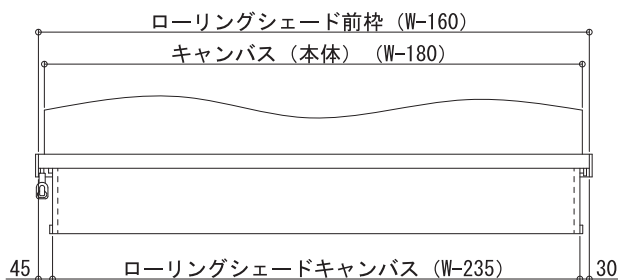 ローリングシェード前枠 (W-160)
キャンバス (本体) (W-180)
45 ローリングシェードキャンバス (W-235) 30